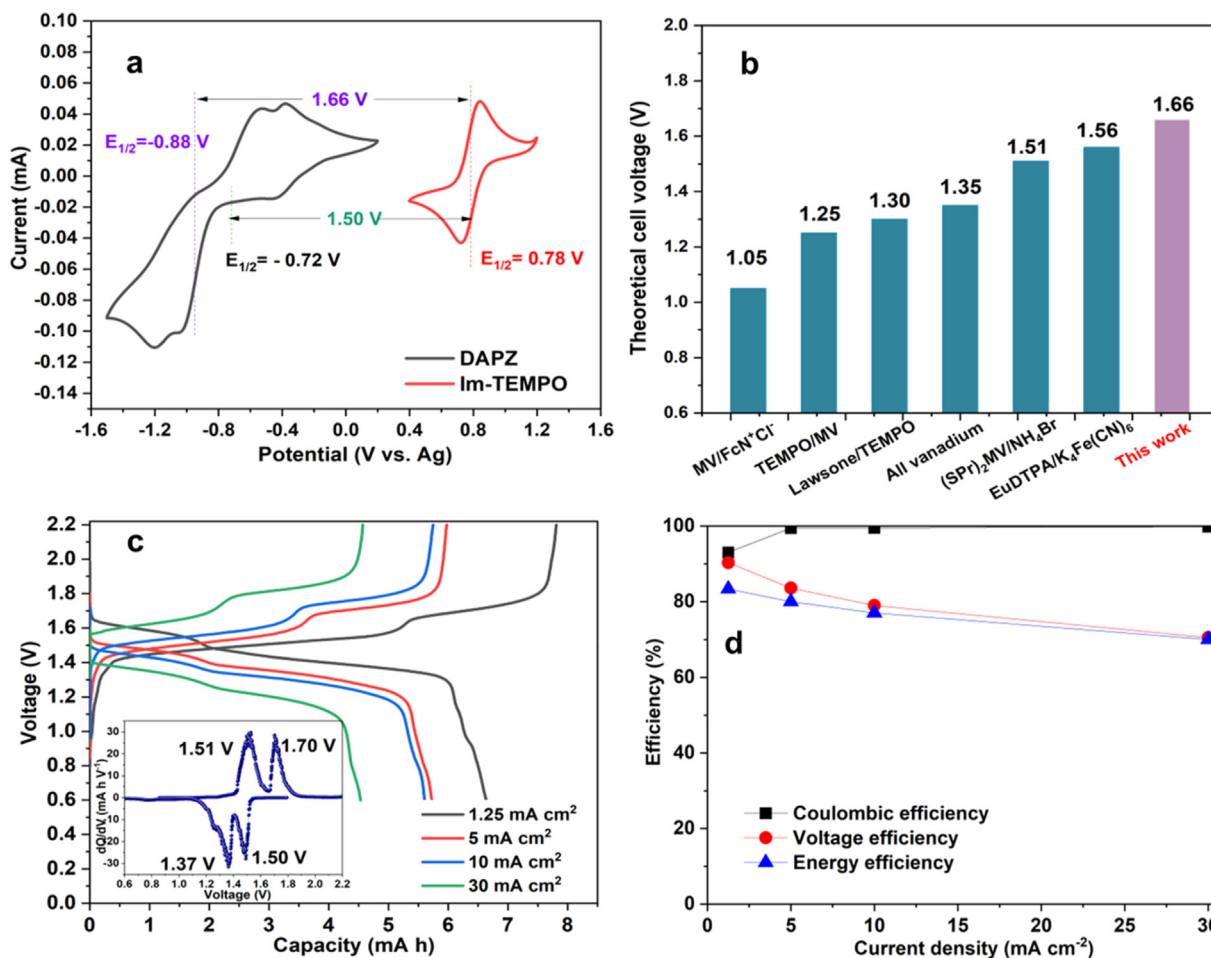 a
0.10
0.08
0.06
0.04
0.02
0.00
-0.02
-0.04
-0.06
-0.08
-0.10
-0.12
-0.14
Current (mA)
1.66 V
E1/2=-0.88 V
1.50 V
E1/2= - 0.72 V
E1/2= 0.78 V
DAPZ
Im-TEMPO
-1.6 -1.2 -0.8 -0.4 0.0 0.4 0.8 1.2 1.6
Potential (V vs. Ag)
b
2.0
1.8
1.6
1.4
1.2
1.0
0.8
0.6
Theoretical cell voltage (V)
1.05
1.25
1.30
1.35
1.51
1.56
1.66
MV/FcN+Cl-
TEMPO/MV
Lawsone/TEMPO
All vanadium
(SPr)2MV/NH4Br
EuDTPA/K4Fe(CN)6
This work
c
2.2
2.0
1.8
1.6
1.4
1.2
1.0
0.8
0.6
0.4
0.2
0.0
Voltage (V)
30
20
10
0
-10
-20
-30
dQ/dV (mA h V-1)
1.51 V
1.70 V
1.37 V
1.50 V
0.6 0.8 1.0 1.2 1.4 1.6 1.8 2.0 2.2
Voltage (V)
1.25 mA cm2
5 mA cm2
10 mA cm2
30 mA cm2
0 1 2 3 4 5 6 7 8
Capacity (mA h)
d
100
80
60
40
20
0
Efficiency (%)
Coulombic efficiency
Voltage efficiency
Energy efficiency
0 5 10 15 20 25 30
Current density (mA cm-2)